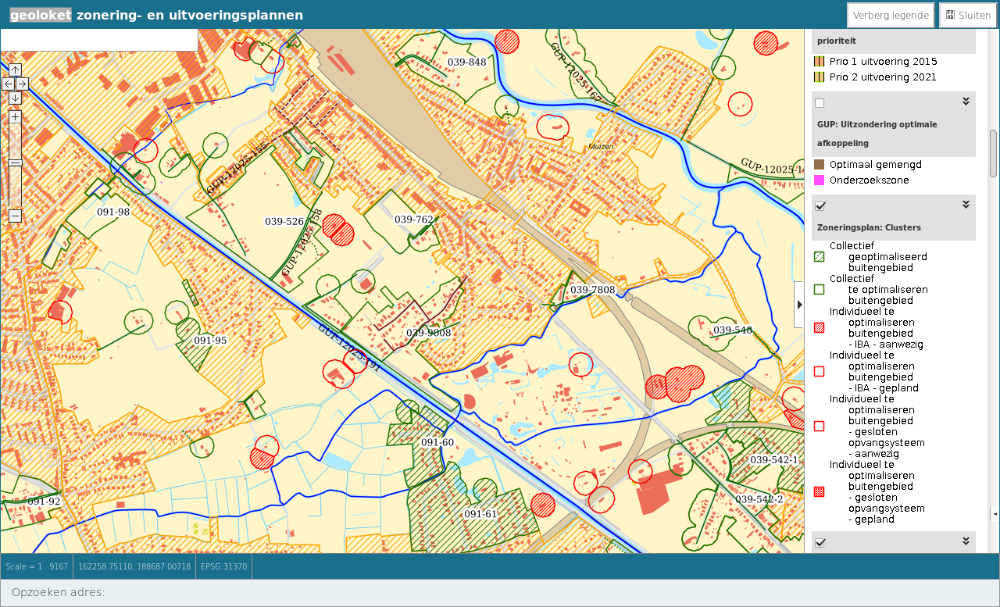 geoloket zonering- en uitvoeringsplannen
Verberg legende
Sluiten
039-848
GUP-12025-167
Muizen
GUP-12025-1
GUP-12025-155
091-98
039-526
GUP-12025-158
039-762
039-7808
039-9008
039-548
GUP-12025-191
091-95
091-60
039-542-1
091-92
091-61
039-542-2
prioriteit
Prio 1 uitvoering 2015
Prio 2 uitvoering 2021
GUP: Uitzondering optimale
afkoppeling
Optimaal gemengd
Onderzoekszone
Zoneringsplan: Clusters
Collectief
geoptimaliseerd
buitengebied
Collectief
te optimaliseren
buitengebied
Individueel te
optimaliseren
buitengebied
- IBA - aanwezig
Individueel te
optimaliseren
buitengebied
- IBA - gepland
Individueel te
optimaliseren
buitengebied
- gesloten
opvangsysteem
- aanwezig
Individueel te
optimaliseren
buitengebied
- gesloten
opvangsysteem
- gepland
Scale = 1 : 9167
162258.75110, 188687.00718
EPSG:31370
Opzoeken adres: